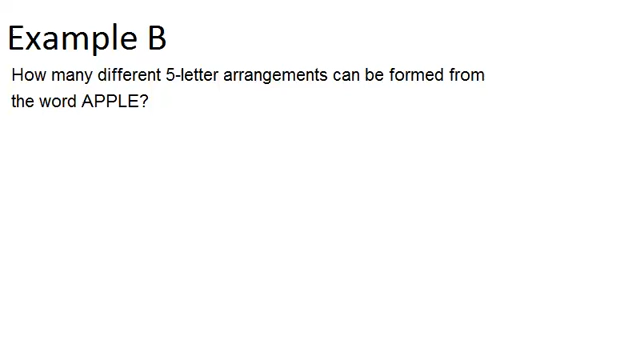 Example B
How many different 5-letter arrangements can be formed from
the word APPLE?